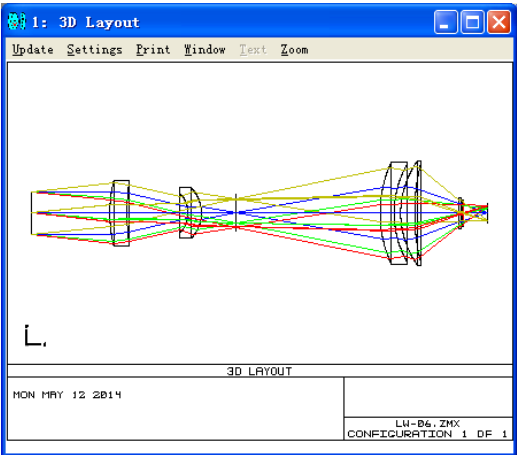 1: 3D Layout
Update Settings Print Window Text Zoom
3D LAYOUT
MON MAY 12 2014
LW-06.ZMX
CONFIGURATION 1 OF 1